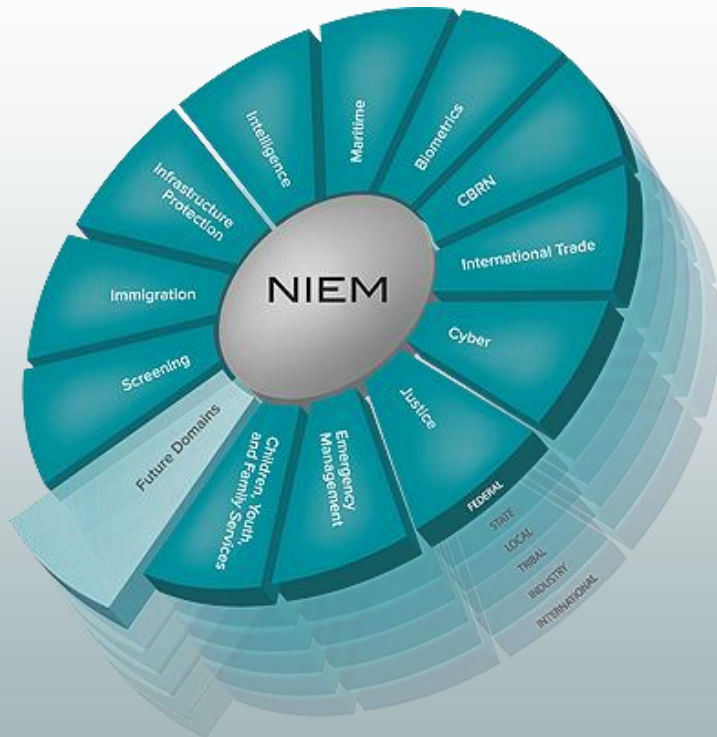 NIEM
Intelligence
Maritime
Biometrics
CBRN
International Trade
Cyber
Justice
Emergency
Management
Children, Youth,
and Family Services
Future Domains
Screening
Immigration
Infrastructure
Protection
FEDERAL
STATE
LOCAL
TRIBAL
INDUSTRY
INTERNATIONAL